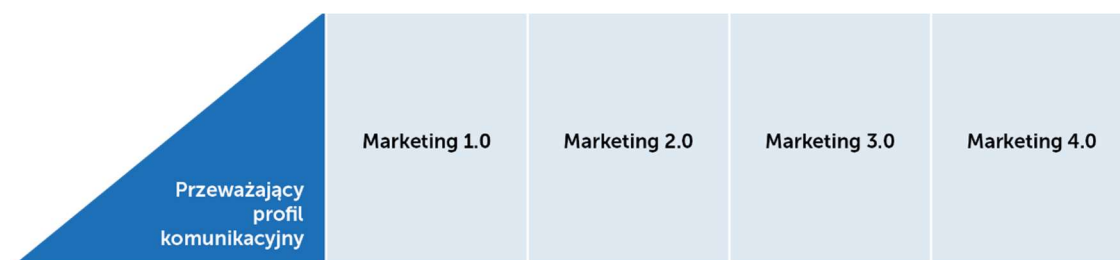 Marketing 1.0
Marketing 2.0
Marketing 3.0
Marketing 4.0
Przeważający
profil
komunikacyjny